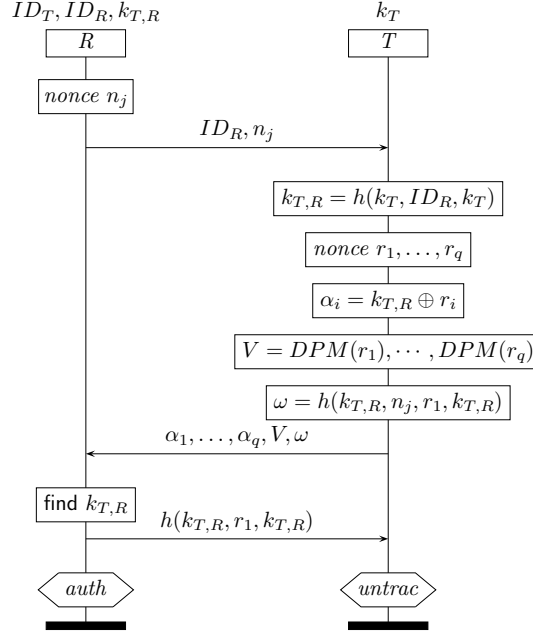 ID_T, ID_R, k_{T,R}
k_T
R
T
nonce n_j
ID_R, n_j
k_{T,R} = h(k_T, ID_R, k_T)
nonce r_1, . . . , r_q
α_i = k_{T,R} ⊕ r_i
V = DPM(r_1), · · · , DPM(r_q)
ω = h(k_{T,R}, n_j, r_1, k_{T,R})
α_1, . . . , α_q, V, ω
find k_{T,R}
h(k_{T,R}, r_1, k_{T,R})
auth
untrac